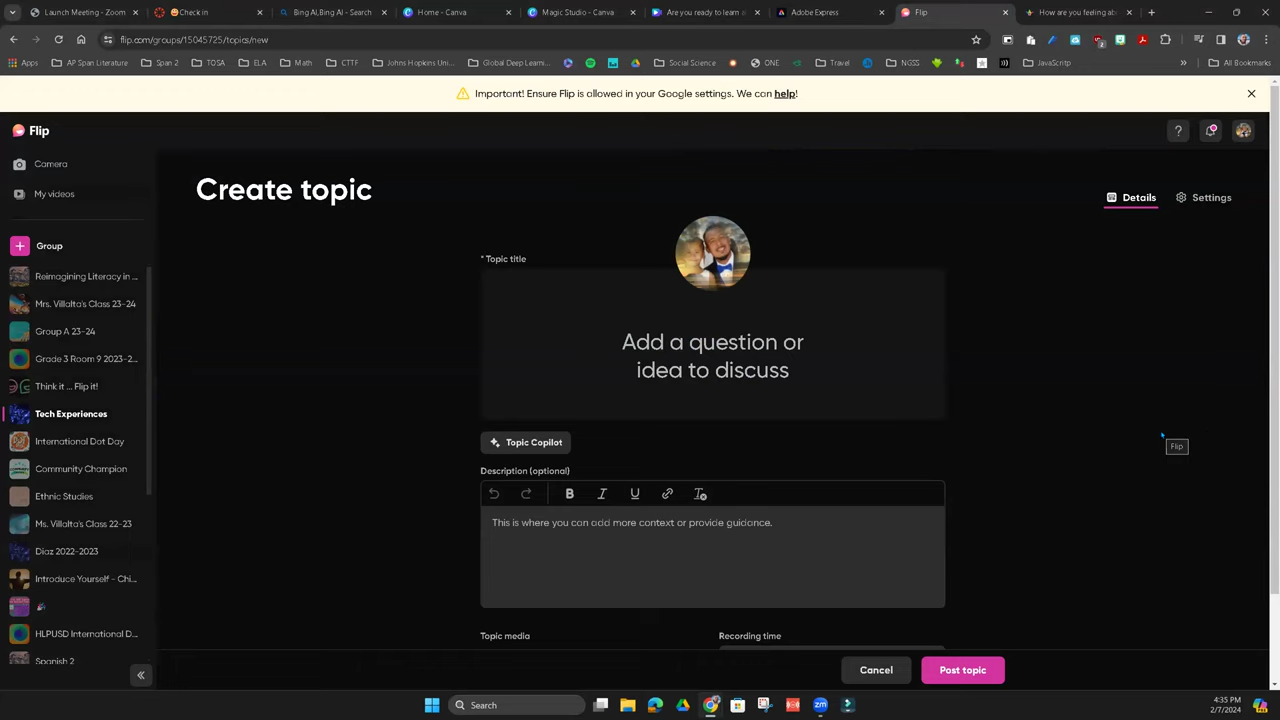 Launch Meeting - Zoom
Check in
Bing AI,Bing AI - Search
Home - Canva
Magic Studio - Canva
Are you ready to learn a
Adobe Express
Flip
How are you feeling abo
flip.com/groups/15045725/topics/new
Apps
AP Span Literature
Span 2
TOSA
ELA
Math
CTTF
Johns Hopkins Uni...
Global Deep Learni...
Social Science
ONE
Travel
NGSS
JavaScritp
All Bookmarks
Important! Ensure Flip is allowed in your Google settings. We can help!
Flip
Camera
My videos
Group
Reimagining Literacy in ...
Mrs. Villalta's Class 23-24
Group A 23-24
Grade 3 Room 9 2023-2...
Think it ... Flip it!
Tech Experiences
International Dot Day
Community Champion
Ethnic Studies
Ms. Villalta's Class 22-23
Diaz 2022-2023
Introduce Yourself - Chi...
HLPUSD International D...
Spanish 2
Create topic
Details
Settings
* Topic title
Add a question or
idea to discuss
Topic Copilot
Description (optional)
B I U
This is where you can add more context or provide guidance.
Topic media
Recording time
Flip
Cancel
Post topic
Search
4:35 PM
2/7/2024